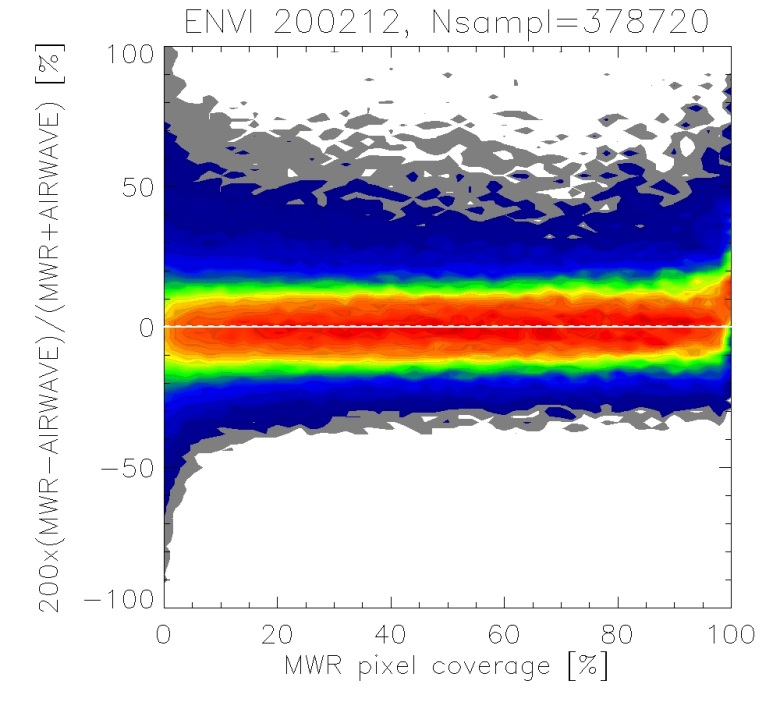 ENVI 200212, Nsampl=378720
200x(MWR−AIRWAVE)/(MWR+AIRWAVE) [%]
100
50
0
−50
−100
0 20 40 60 80 100
MWR pixel coverage [%]